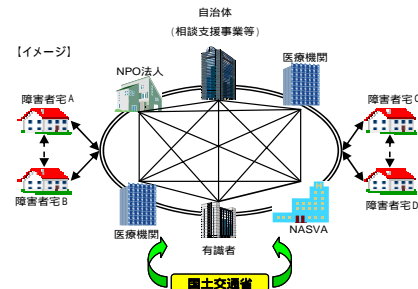 自治体
(相談支援事業等)
【イメージ】
医療機関
NPO法人
障害者宅A
障害者宅C
障害者宅B
障害者宅D
医療機関
有識者
NASVA
国土交通省